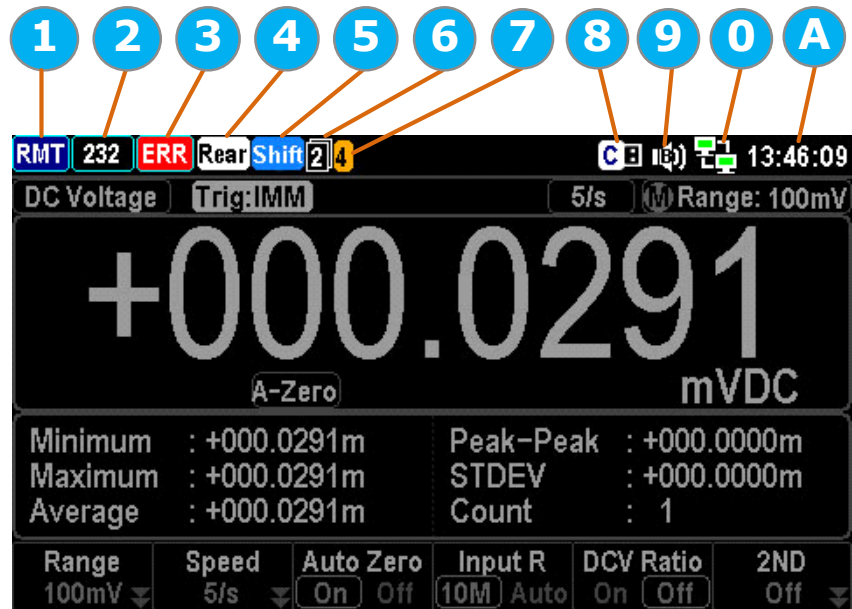 1 2 3 4 5 6 7 8 9 0 A
RMT 232 ERR Rear Shift 2 4 C 13:46:09
DC Voltage Trig:IMM 5/s M Range: 100mV
+000.0291
A-Zero mVDC
Minimum : +000.0291m Peak-Peak : +000.0000m
Maximum : +000.0291m STDEV : +000.0000m
Average : +000.0291m Count : 1
Range Speed Auto Zero Input R DCV Ratio 2ND
100mV 5/s On Off 10M Auto On Off Off